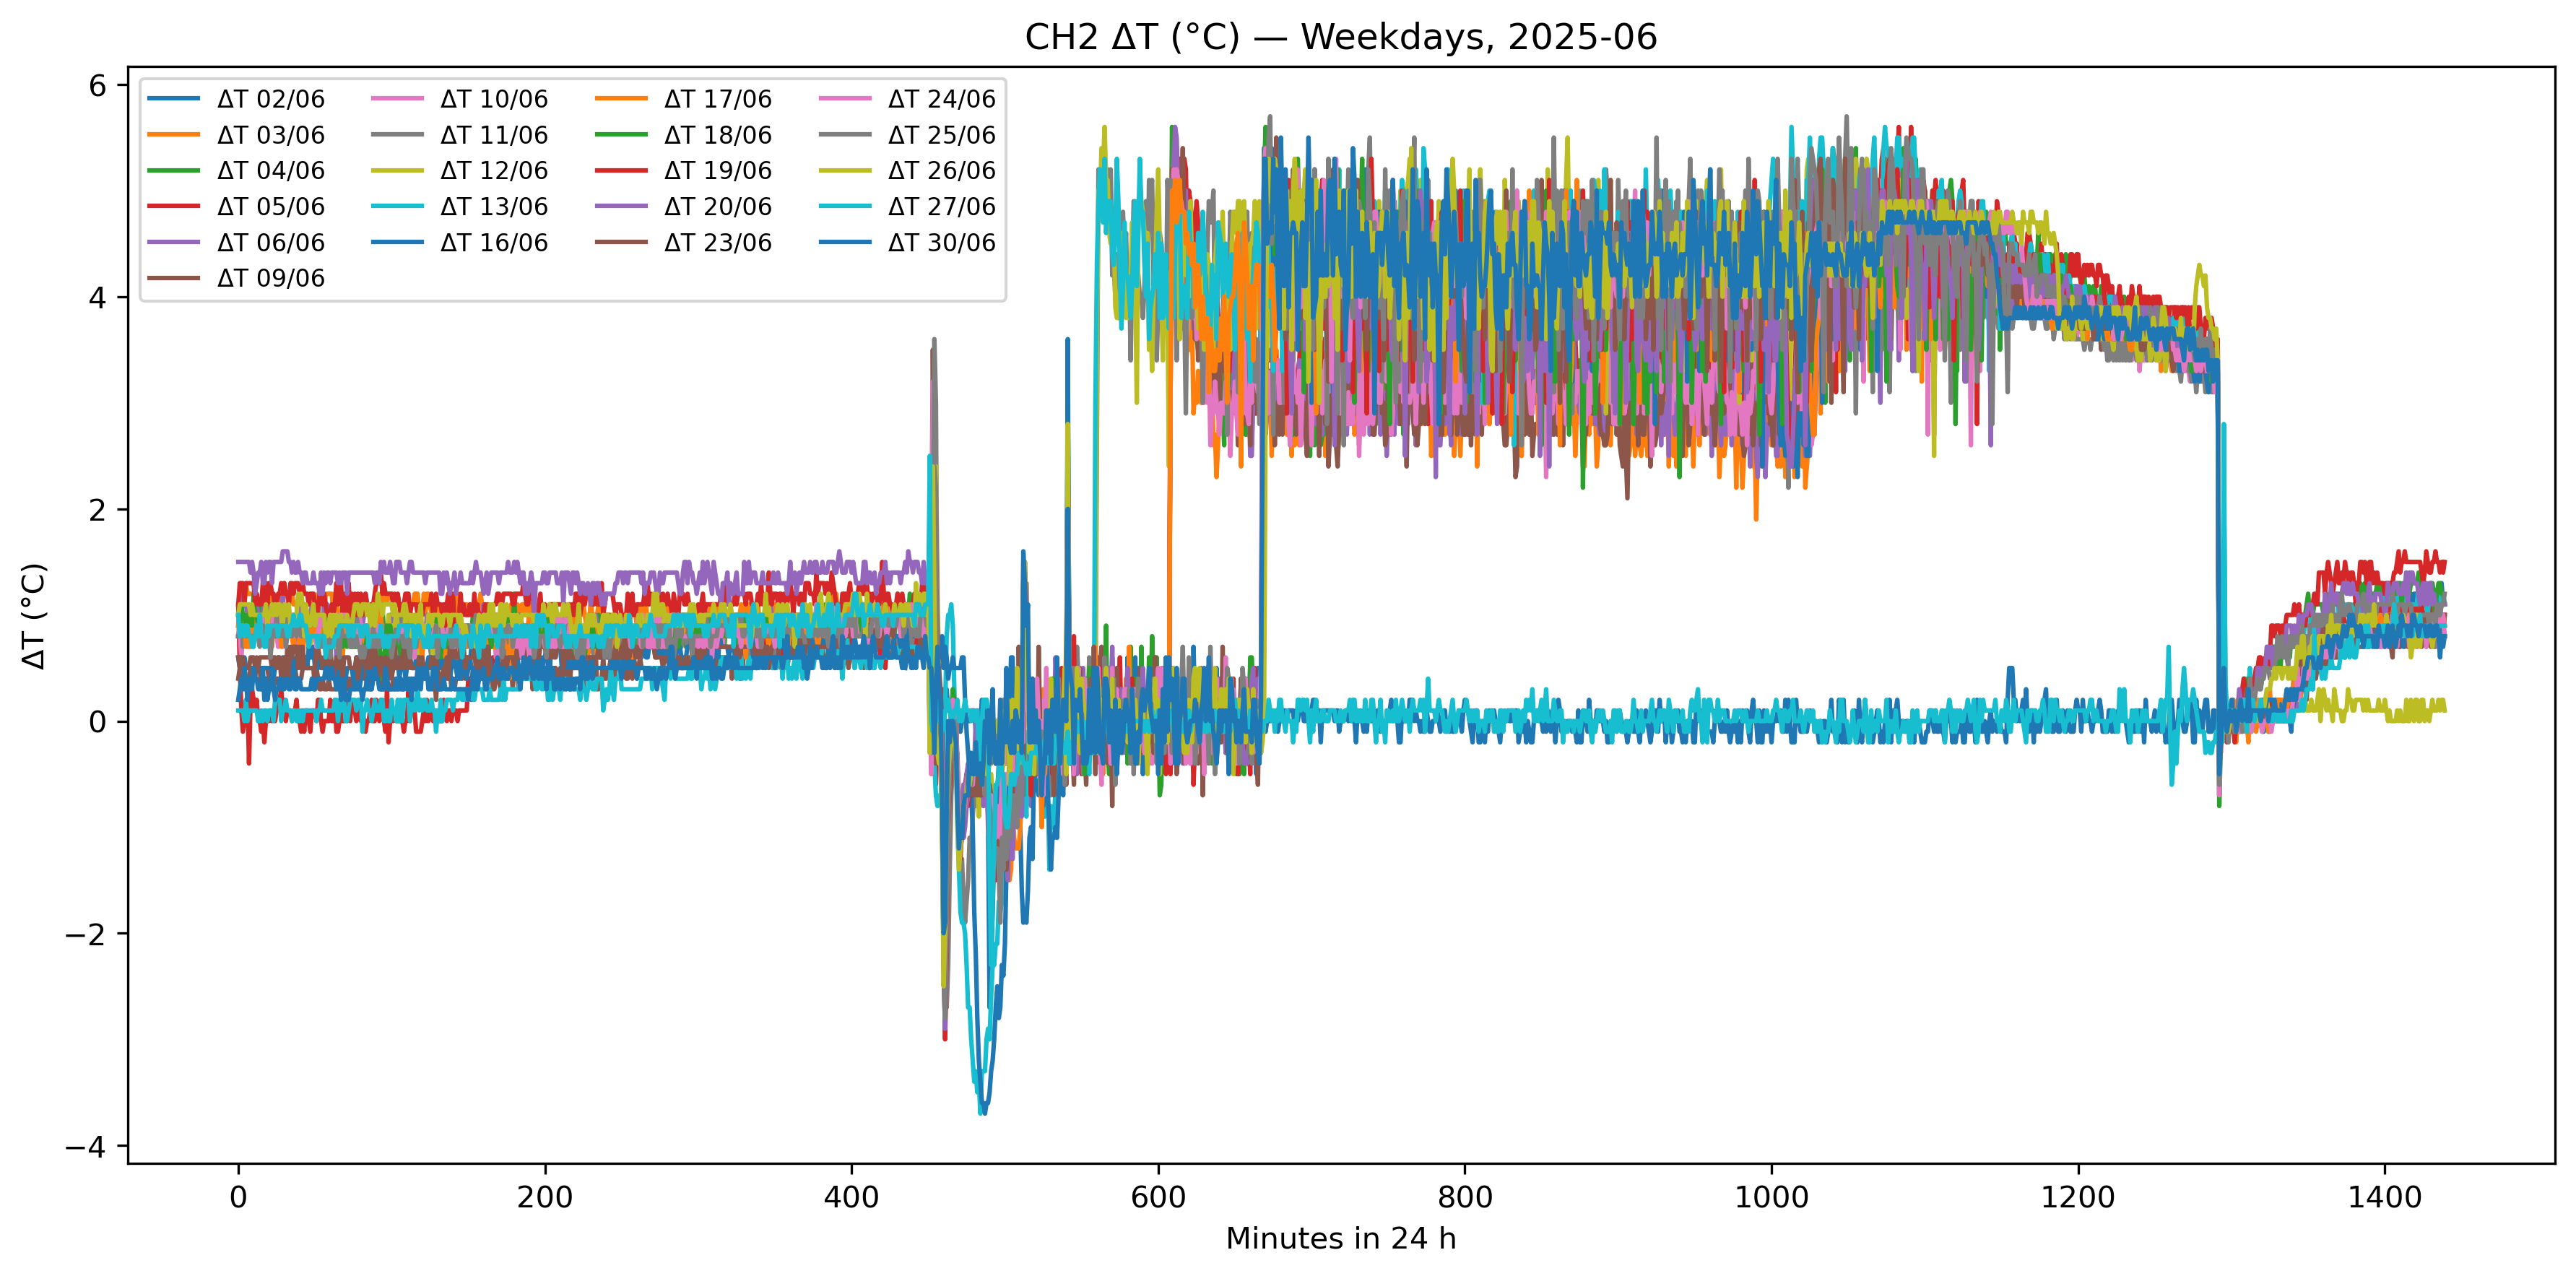 CH2 ΔT (°C) — Weekdays, 2025-06
ΔT 02/06
ΔT 03/06
ΔT 04/06
ΔT 05/06
ΔT 06/06
ΔT 09/06
ΔT 10/06
ΔT 11/06
ΔT 12/06
ΔT 13/06
ΔT 16/06
ΔT 17/06
ΔT 18/06
ΔT 19/06
ΔT 20/06
ΔT 23/06
ΔT 24/06
ΔT 25/06
ΔT 26/06
ΔT 27/06
ΔT 30/06
ΔT (°C)
6
4
2
0
−2
−4
0 200 400 600 800 1000 1200 1400
Minutes in 24 h